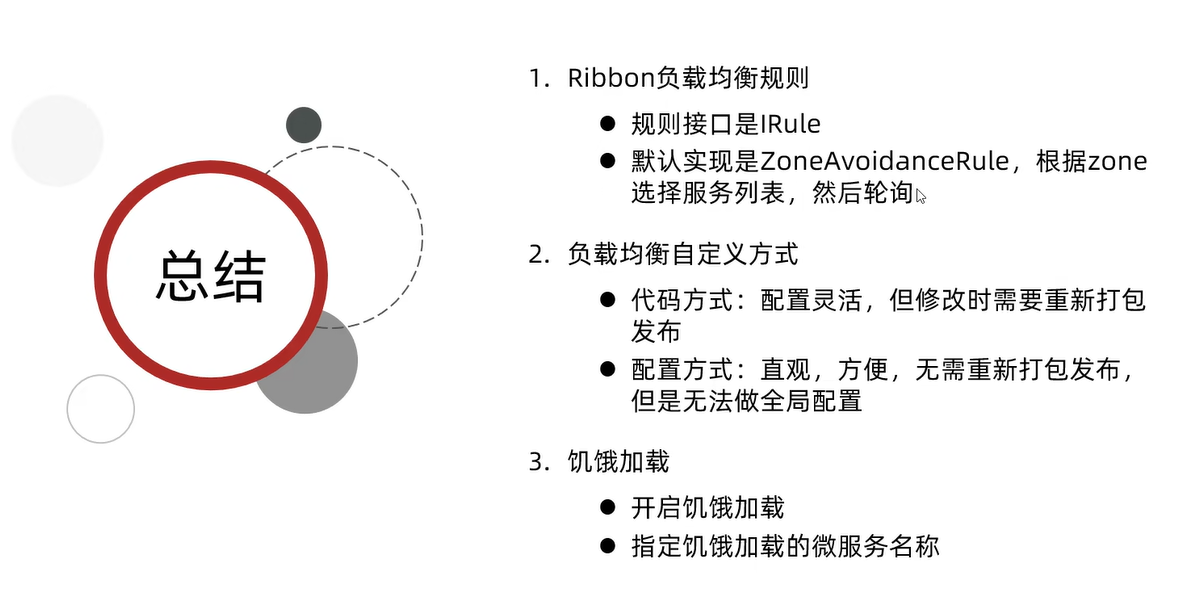 总结
1. Ribbon负载均衡规则
● 规则接口是IRule
● 默认实现是ZoneAvoidanceRule，根据zone
选择服务列表，然后轮询
2. 负载均衡自定义方式
● 代码方式：配置灵活，但修改时需要重新打包
发布
● 配置方式：直观，方便，无需重新打包发布，
但是无法做全局配置
3. 饥饿加载
● 开启饥饿加载
● 指定饥饿加载的微服务名称